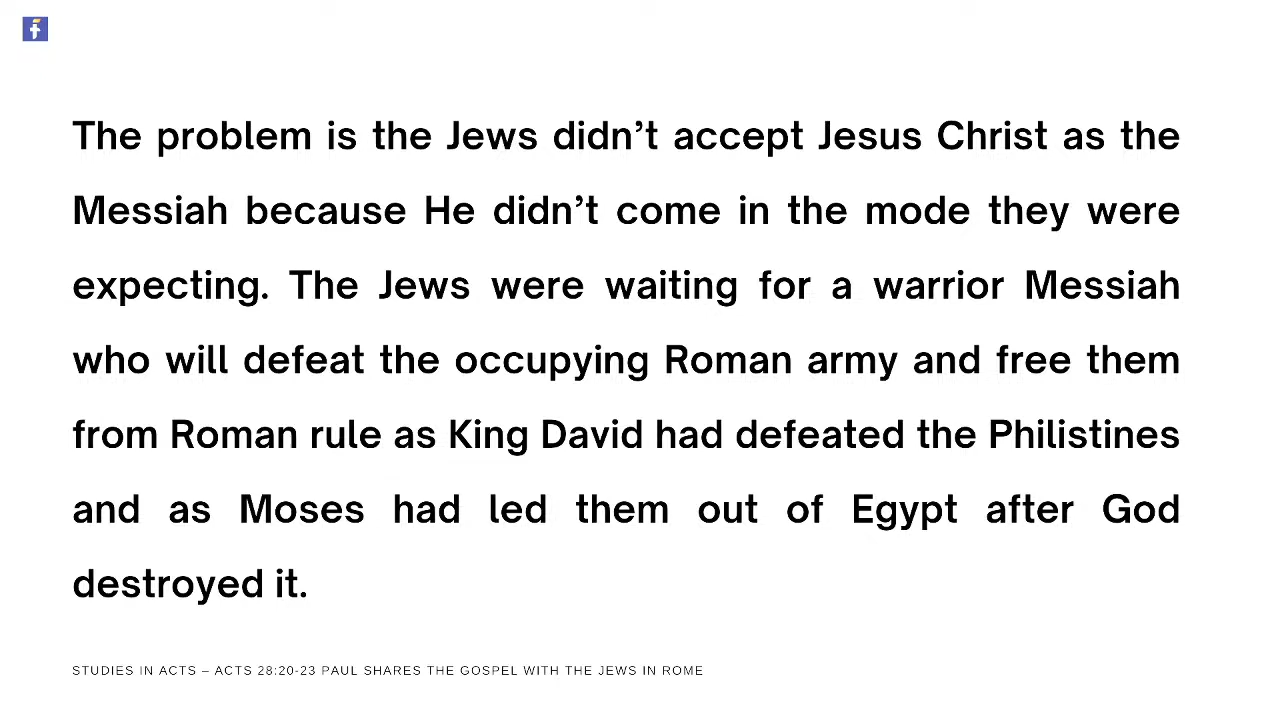 The problem is the Jews didn’t accept Jesus Christ as the
Messiah because He didn’t come in the mode they were
expecting. The Jews were waiting for a warrior Messiah
who will defeat the occupying Roman army and free them
from Roman rule as King David had defeated the Philistines
and as Moses had led them out of Egypt after God
destroyed it.
STUDIES IN ACTS – ACTS 28:20-23 PAUL SHARES THE GOSPEL WITH THE JEWS IN ROME